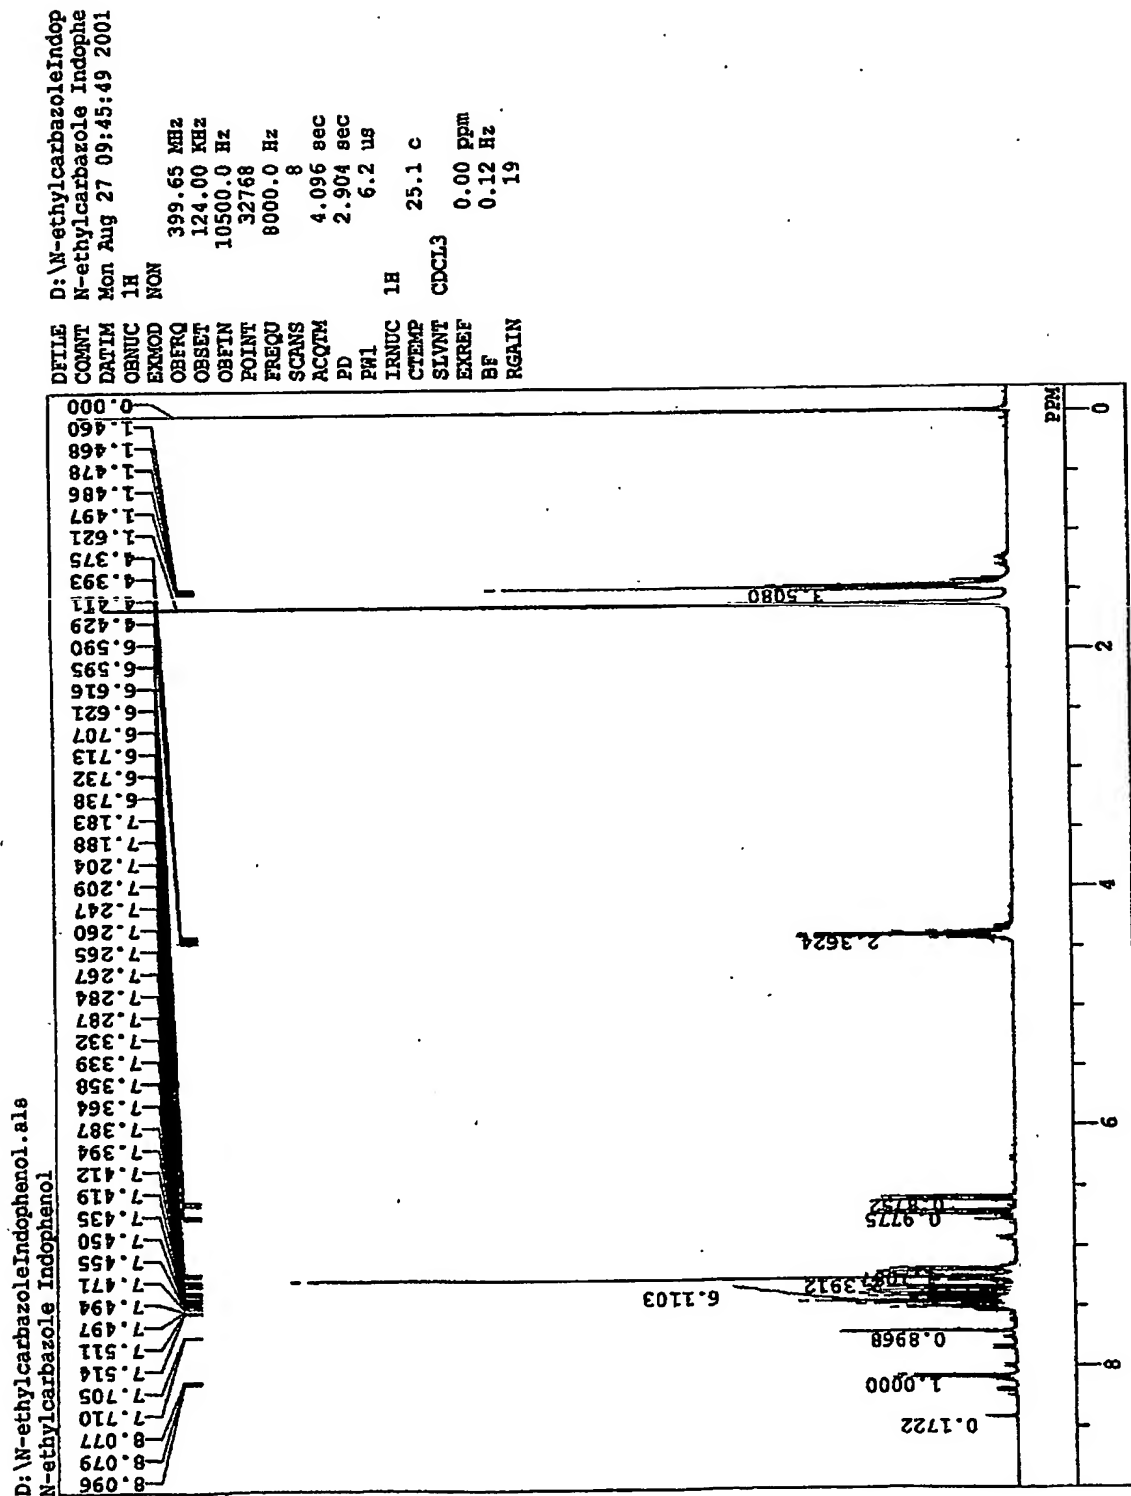 D:\N-ethylcarbazoleIndophenol.als
N-ethylcarbazole Indophenol
DFILE D:\N-ethylcarbazoleIndop
COMNT N-ethylcarbazole Indophe
DATIM Mon Aug 27 09:45:49 2001
OBNUC 1H
EXMOD NON
OBFRQ 399.65 MHz
OBSET 124.00 KHz
OBFIN 10500.0 Hz
POINT 32768
FREQU 8000.0 Hz
SCANS 8
ACQTM 4.096 sec
PD 2.904 sec
PW1 6.2 us
IRNUC 1H
CTEMP 25.1 c
SLVNT CDCL3
EXREF 0.00 ppm
BF 0.12 Hz
RGAIN 19
8.096
8.079
8.077
7.710
7.705
7.514
7.511
7.497
7.494
7.471
7.455
7.450
7.435
7.419
7.412
7.394
7.387
7.364
7.358
7.339
7.332
7.287
7.284
7.267
7.265
7.260
7.247
7.209
7.204
7.188
7.183
6.738
6.732
6.713
6.707
6.621
6.616
6.595
6.590
4.429
4.411
4.393
4.375
1.621
1.497
1.486
1.478
1.468
1.460
0.000
0.1722
1.0000
0.8968
6.1103
0.9775
0.8752
2.3624
3.5080
8
6
4
2
0
PPM